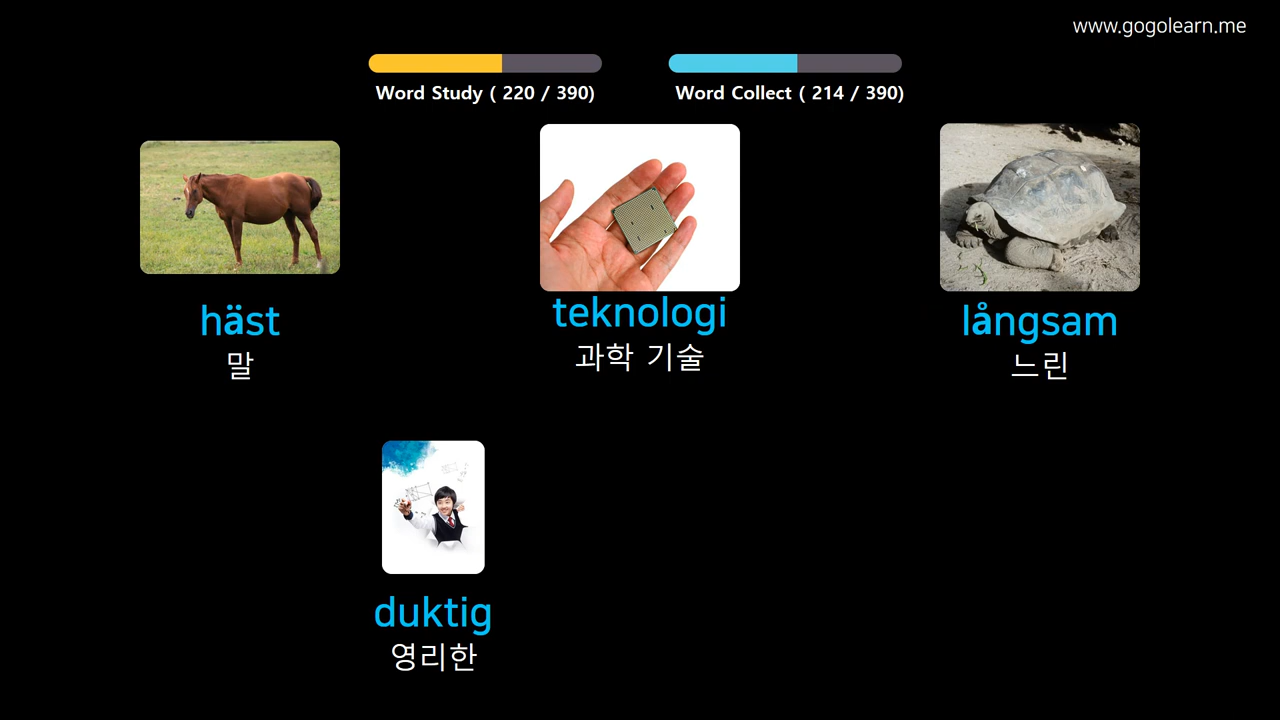 www.gogolearn.me
Word Study ( 220 / 390)
Word Collect ( 214 / 390)
häst
말
teknologi
과학 기술
långsam
느린
duktig
영리한